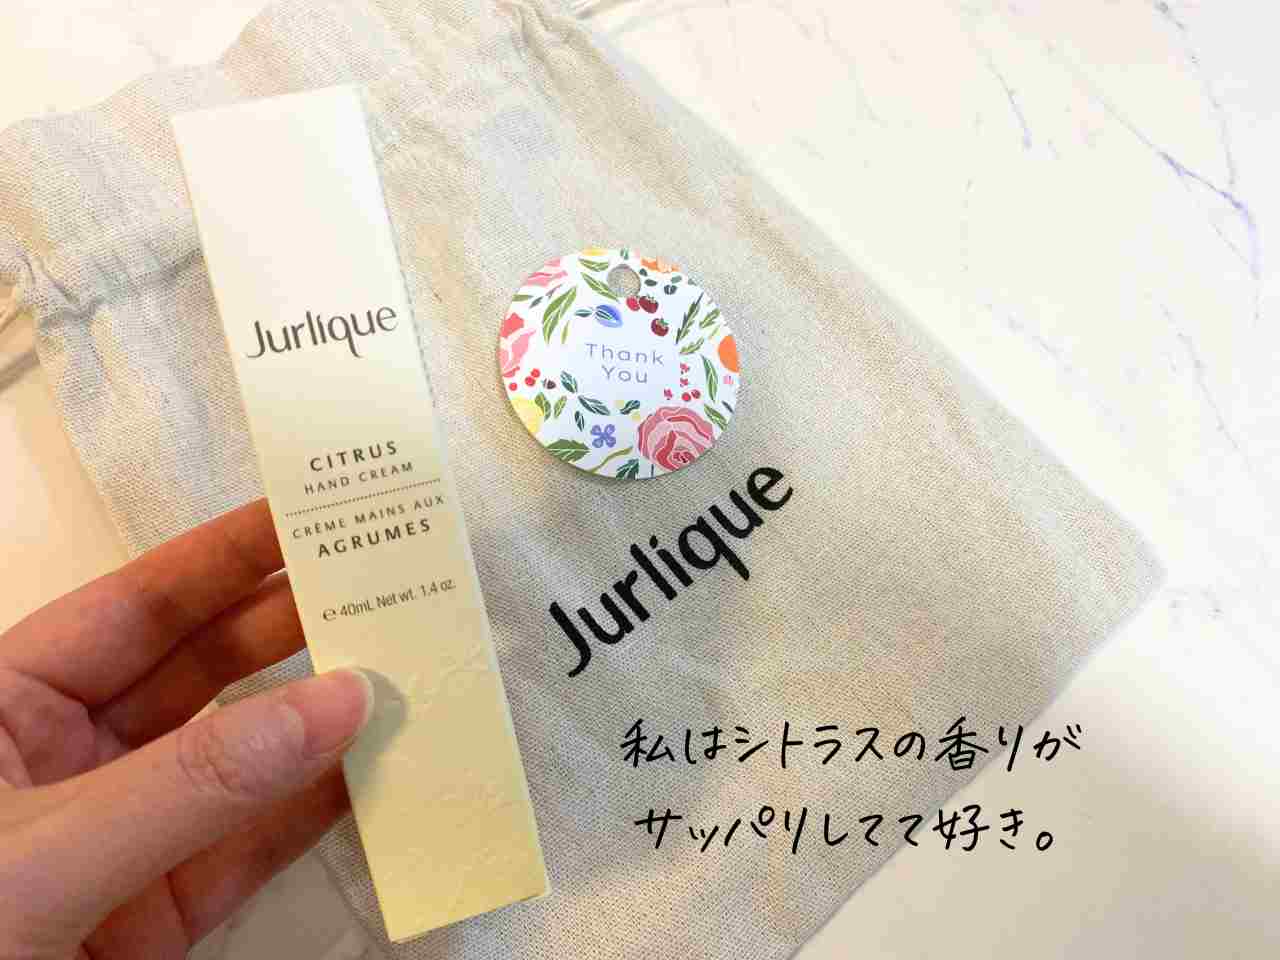 Jurlique
CITRUS
HAND CREAM
CRÈME MAINS AUX
AGRUMES
℮ 40mL Net wt. 1.4 oz.
Thank
You
Jurlique
私はシトラスの香りが
サッパリしてて好き。